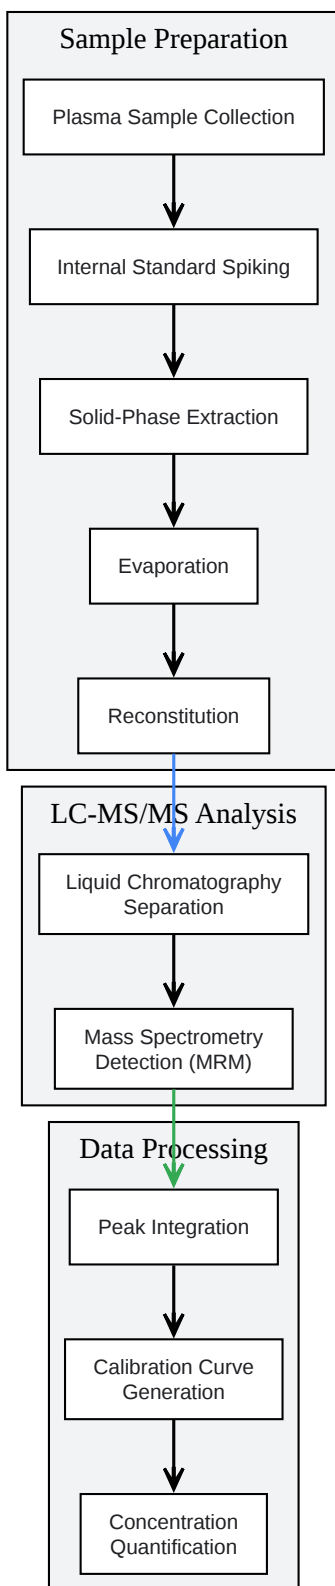 Sample Preparation
Plasma Sample Collection
Internal Standard Spiking
Solid-Phase Extraction
Evaporation
Reconstitution
LC-MS/MS Analysis
Liquid Chromatography
Separation
Mass Spectrometry
Detection (MRM)
Data Processing
Peak Integration
Calibration Curve
Generation
Concentration
Quantification